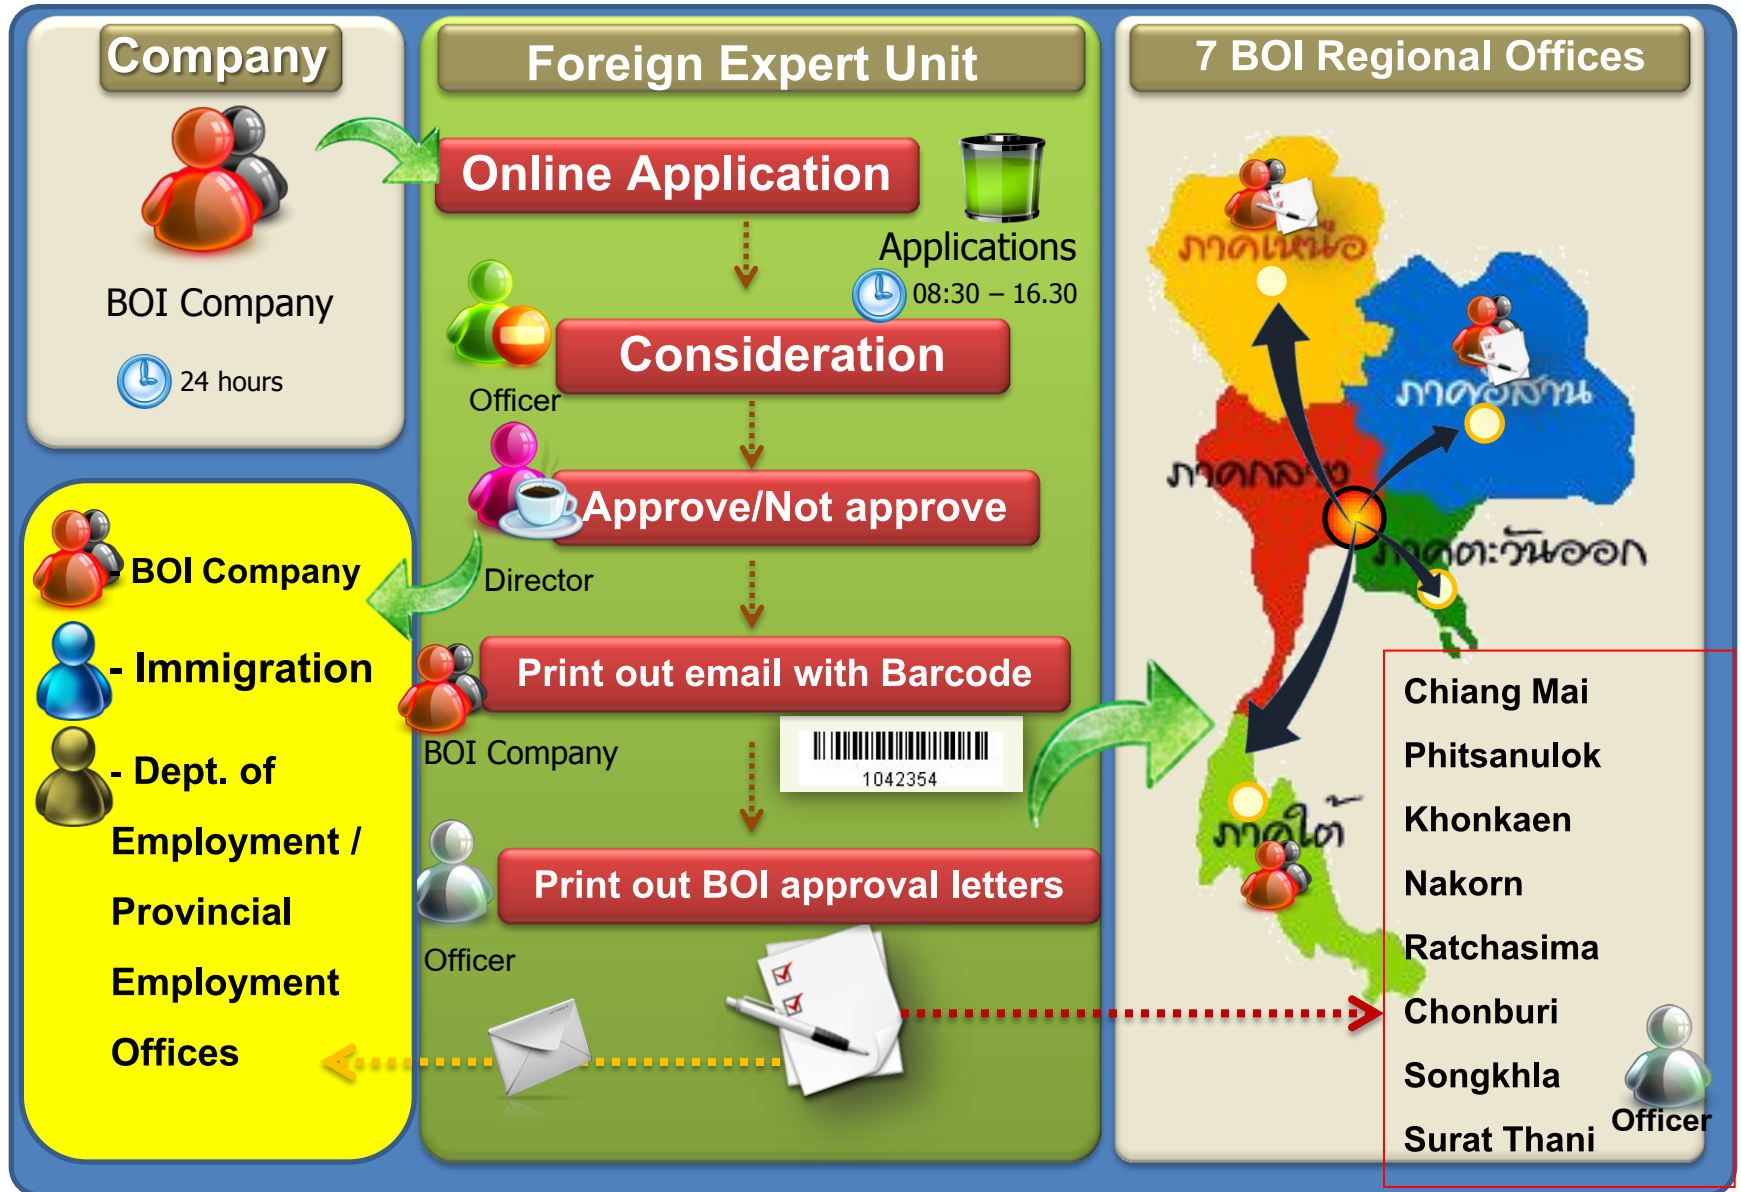 Company
BOI Company
24 hours
- BOI Company
- Immigration
- Dept. of
Employment /
Provincial
Employment
Offices
Foreign Expert Unit
Online Application
Applications
08:30 – 16.30
Officer
Consideration
Director
Approve/Not approve
BOI Company
Print out email with Barcode
1042354
Officer
Print out BOI approval letters
7 BOI Regional Offices
ภาคเหนือ
ภาคอีสาน
ภาคกลาง
ภาคตะวันออก
ภาคใต้
Chiang Mai
Phitsanulok
Khonkaen
Nakorn
Ratchasima
Chonburi
Songkhla
Surat Thani
Officer